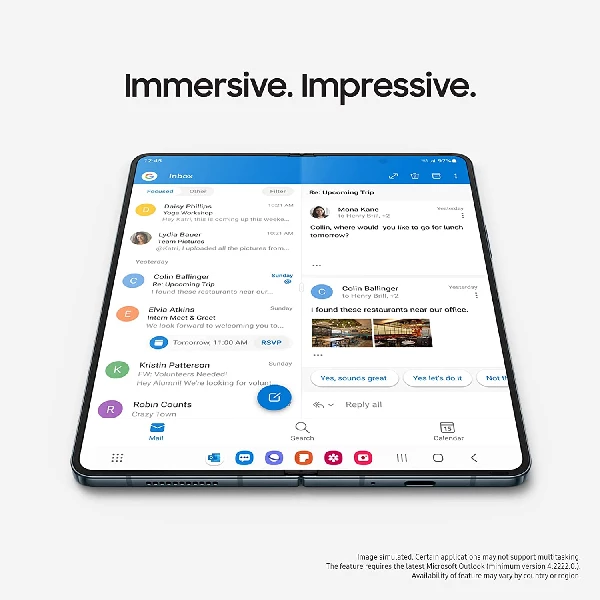 Immersive. Impressive.
12:45
97%
G
Inbox
Focused
Other
Filter
D
Daisy Phillips
10:21 AM
Yoga Workshop
Hey Katri, this is coming up this weeke...
Lydia Bauer
Team Pictures
@Katri, I uploaded all the pictures from...
Yesterday
C
Colin Ballinger
Sunday
Re: Upcoming Trip
I found these restaurants near our...
E
Elvia Atkins
Sunday
Intern Meet & Greet
We look forward to welcoming you to...
Tomorrow, 11:00 AM
RSVP
K
Kristin Patterson
Sunday
FW: Volunteers Needed!
Hey Alumni! We're looking for volunt
R
Robin Counts
Crazy Town
Re: Upcoming Trip
Mona Kane
Yesterday
to Henry Brill, +2
Collin, where would you like to go for lunch
tomorrow?
C
Colin Ballinger
Yesterday
to Henry Brill, +2
I found these restaurants near our office.
Yes, sounds great
Yes let's do it
Not
Reply all
Mail
Search
15
Calendar
Image simulated. Certain applications may not support multitasking.
The feature requires the latest Microsoft Outlook (minimum version 4.2222.0.).
Availability of feature may vary by country or region